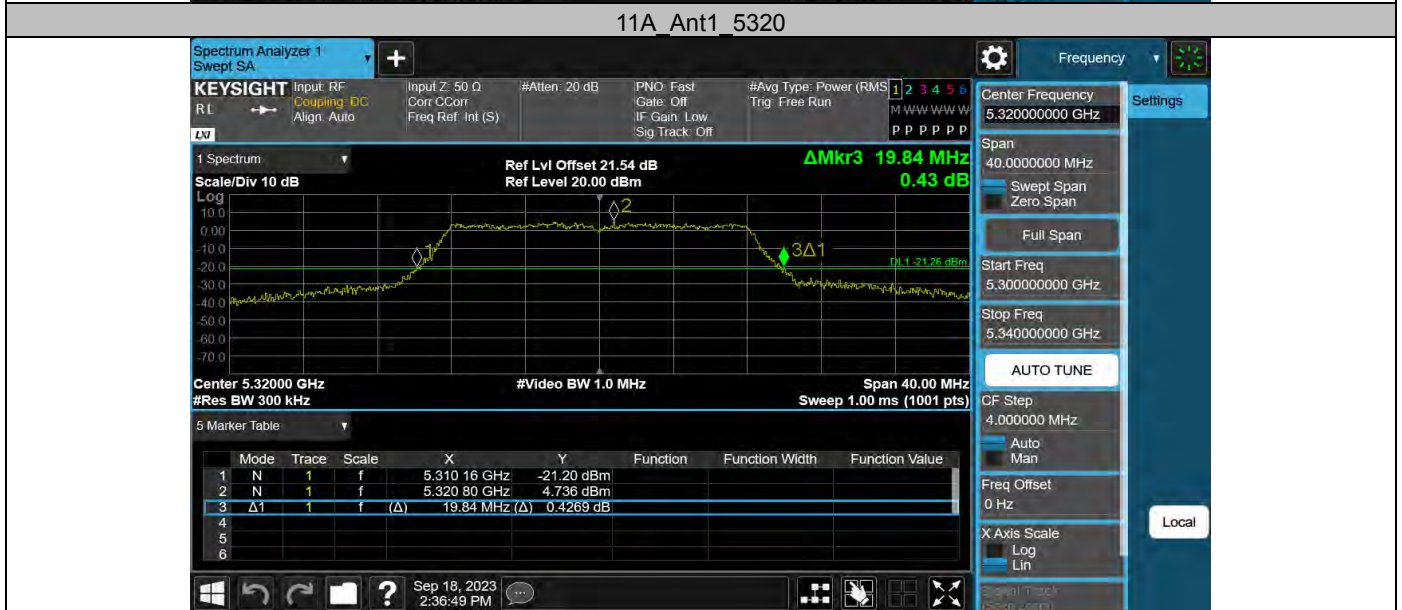 11A_Ant1_5320
Spectrum Analyzer 1
Swept SA
+
Frequency
KEYSIGHT
R L
LXI
Input: RF
Coupling: DC
Align: Auto
Input Z: 50 Ω
Corr CCorr
Freq Ref: Int (S)
#Atten: 20 dB
PNO: Fast
Gate: Off
IF Gain: Low
Sig Track: Off
#Avg Type: Power (RMS
Trig: Free Run
1 2 3 4 5 6
M W W W W W
P P P P P P
1 Spectrum
Scale/Div 10 dB
Ref Lvl Offset 21.54 dB
Ref Level 20.00 dBm
ΔMkr3 19.84 MHz
0.43 dB
Log
10.0
0.00
-10.0
-20.0
-30.0
-40.0
-50.0
-60.0
-70.0
1
2
3Δ1
DL1 -21.26 dBm
Center 5.32000 GHz
#Video BW 1.0 MHz
Span 40.00 MHz
#Res BW 300 kHz
Sweep 1.00 ms (1001 pts)
5 Marker Table
Mode Trace Scale X Y Function Function Width Function Value
1 N 1 f 5.310 16 GHz -21.20 dBm
2 N 1 f 5.320 80 GHz 4.736 dBm
3 Δ1 1 f (Δ) 19.84 MHz (Δ) 0.4269 dB
4
5
6
?
Sep 18, 2023
2:36:49 PM
Center Frequency
5.320000000 GHz
Settings
Span
40.0000000 MHz
Swept Span
Zero Span
Full Span
Start Freq
5.300000000 GHz
Stop Freq
5.340000000 GHz
AUTO TUNE
CF Step
4.000000 MHz
Auto
Man
Freq Offset
0 Hz
X Axis Scale
Log
Lin
Local